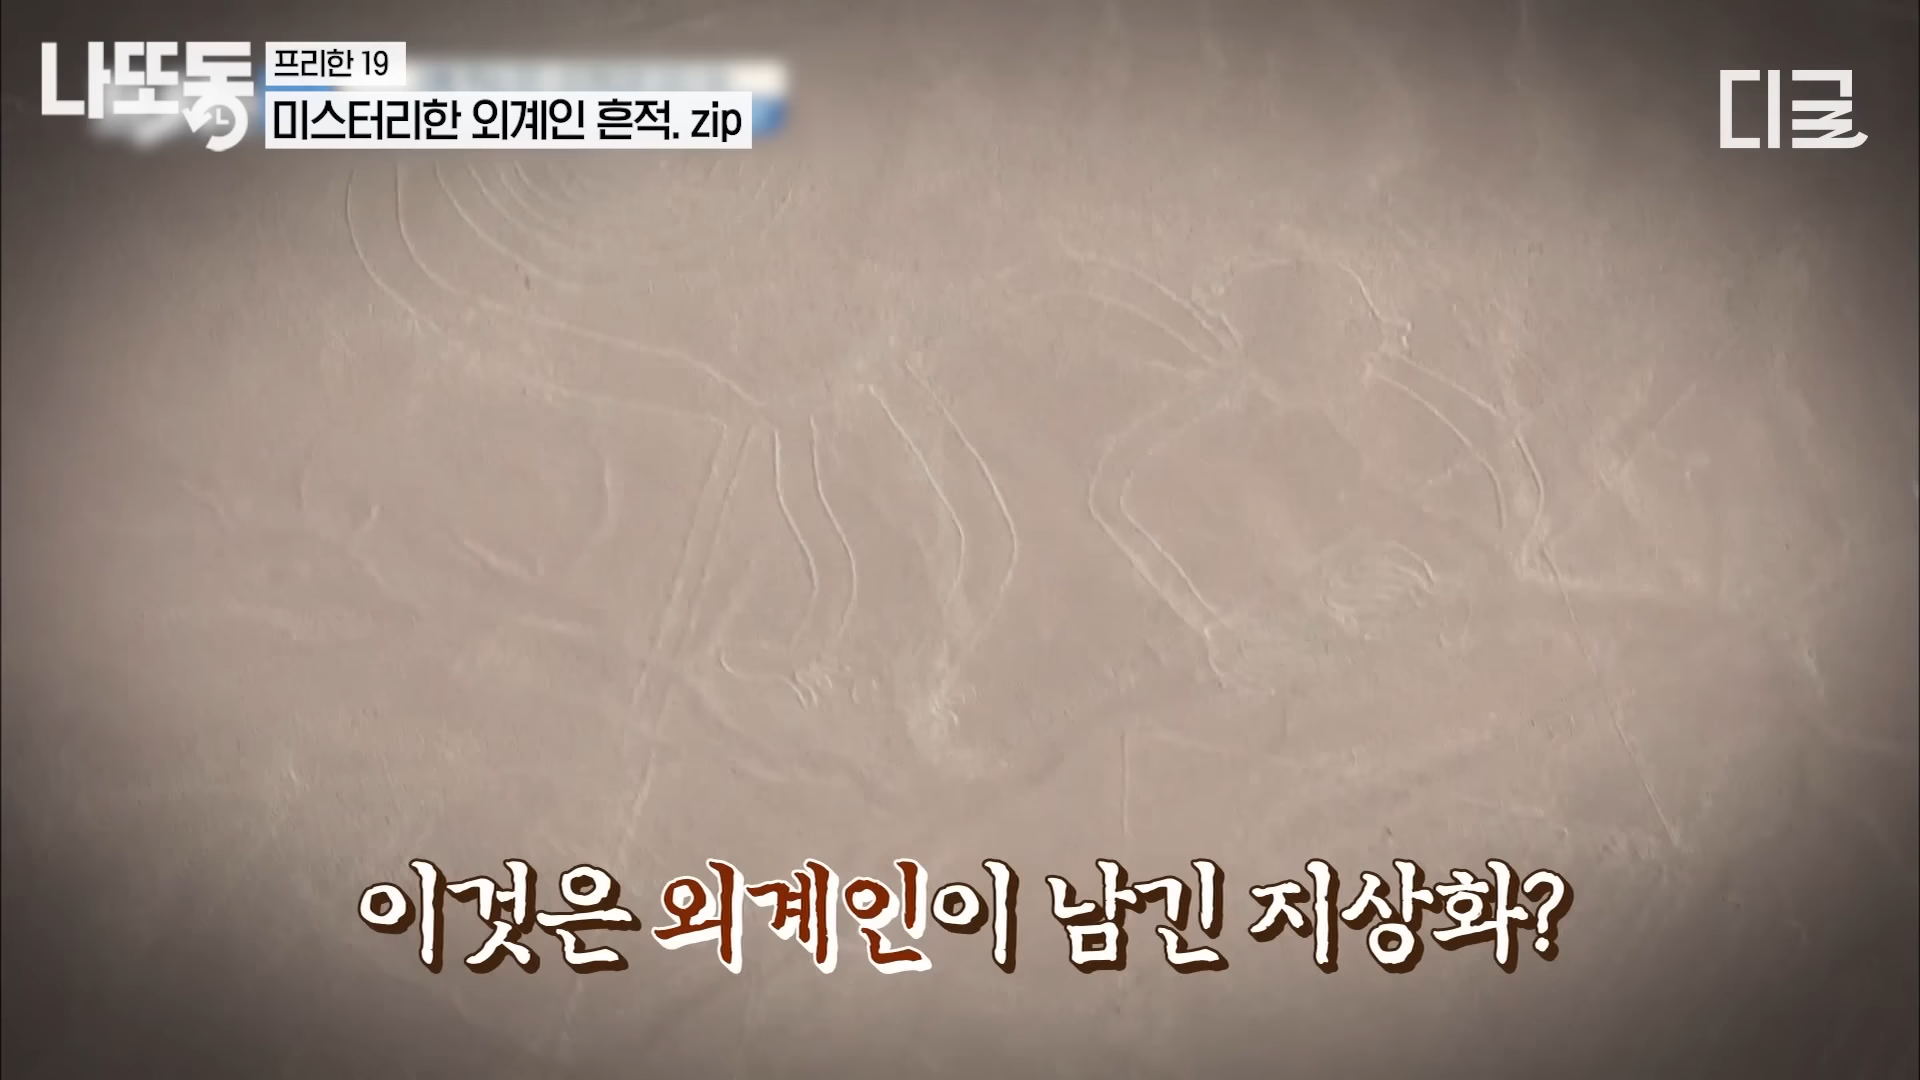 나또동
프리한 19
미스터리한 외계인 흔적. zip
디글
이것은 외계인이 남긴 지상화?